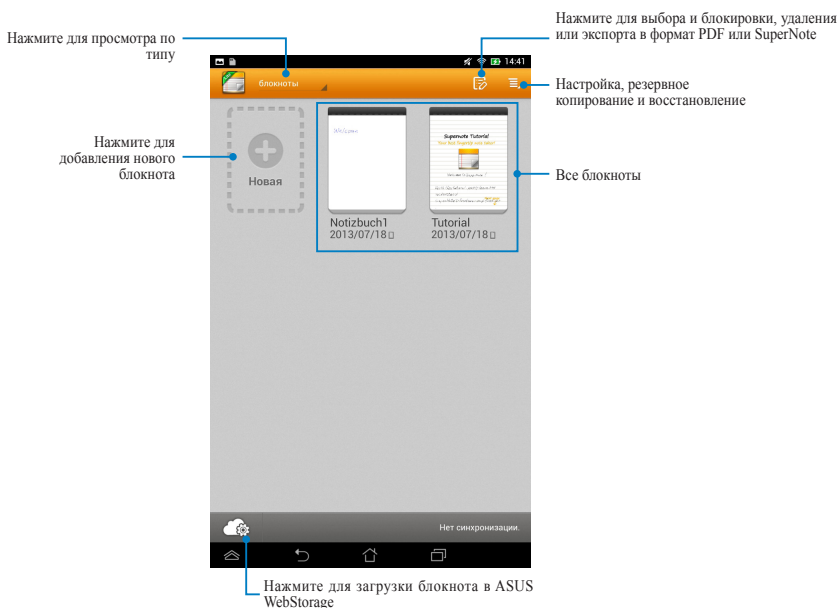 Нажмите для выбора и блокировки, удаления
или экспорта в формат PDF или SuperNote
Нажмите для просмотра по
типу
14:41
блокноты
Настройка, резервное
копирование и восстановление
Нажмите для
добавления нового
блокнота
Новая
Supernote Tutorial
Все блокноты
Notizbuch1
2013/07/18
Tutorial
2013/07/18
Нет синхронизации.
Нажмите для загрузки блокнота в ASUS
WebStorage